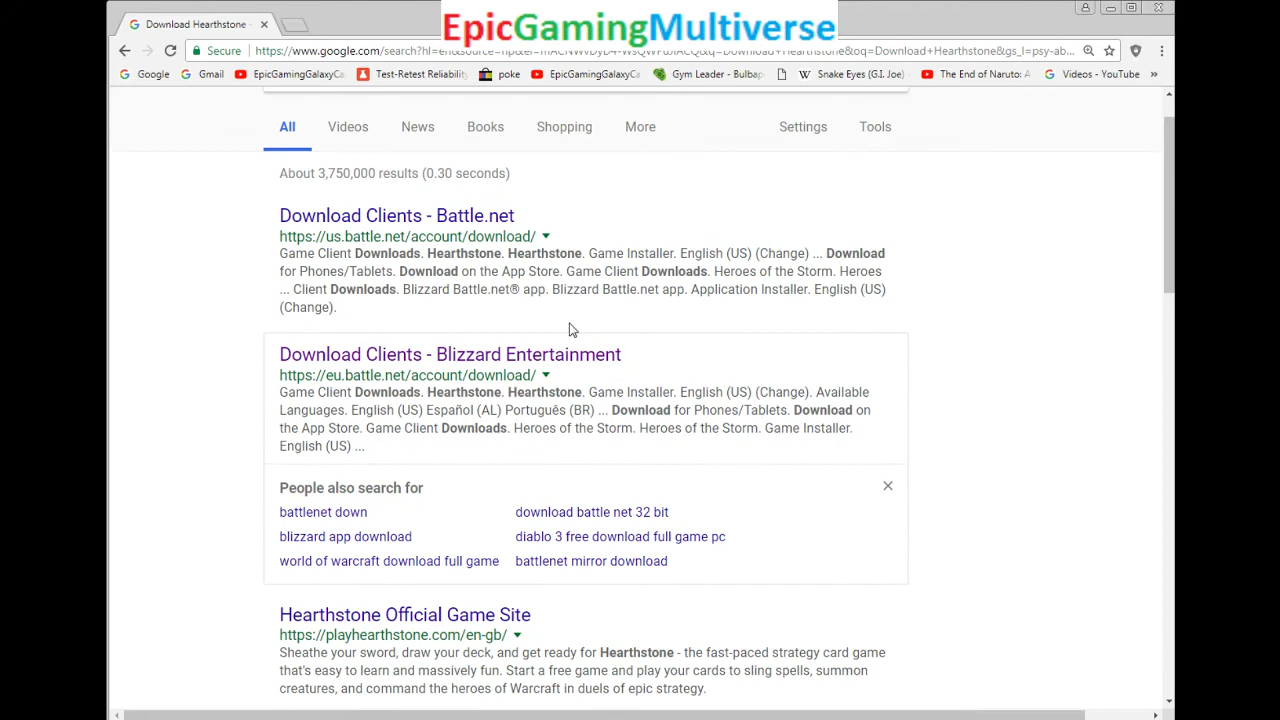 EpicGamingMultiverse
Download Hearthstone -
Secure
Google
Gmail
EpicGamingGalaxyCa
Test-Retest Reliability
poke
EpicGamingGalaxyCa
Gym Leader - Bulbap
Snake Eyes (G.I. Joe)
The End of Naruto: A
Videos - YouTube
»
All
Videos
News
Books
Shopping
More
Settings
Tools
About 3,750,000 results (0.30 seconds)
Download Clients - Battle.net
https://us.battle.net/account/download/
Game Client Downloads. Hearthstone. Hearthstone. Game Installer. English (US) (Change) ... Download
for Phones/Tablets. Download on the App Store. Game Client Downloads. Heroes of the Storm. Heroes
... Client Downloads. Blizzard Battle.net® app. Blizzard Battle.net app. Application Installer. English (US)
(Change).
Download Clients - Blizzard Entertainment
https://eu.battle.net/account/download/
Game Client Downloads. Hearthstone. Hearthstone. Game Installer. English (US) (Change). Available
Languages. English (US) Español (AL) Português (BR) ... Download for Phones/Tablets. Download on
the App Store. Game Client Downloads. Heroes of the Storm. Heroes of the Storm. Game Installer.
English (US) ...
People also search for
battlenet down
download battle net 32 bit
blizzard app download
diablo 3 free download full game pc
world of warcraft download full game
battlenet mirror download
Hearthstone Official Game Site
https://playhearthstone.com/en-gb/
Sheathe your sword, draw your deck, and get ready for Hearthstone - the fast-paced strategy card game
that's easy to learn and massively fun. Start a free game and play your cards to sling spells, summon
creatures, and command the heroes of Warcraft in duels of epic strategy.